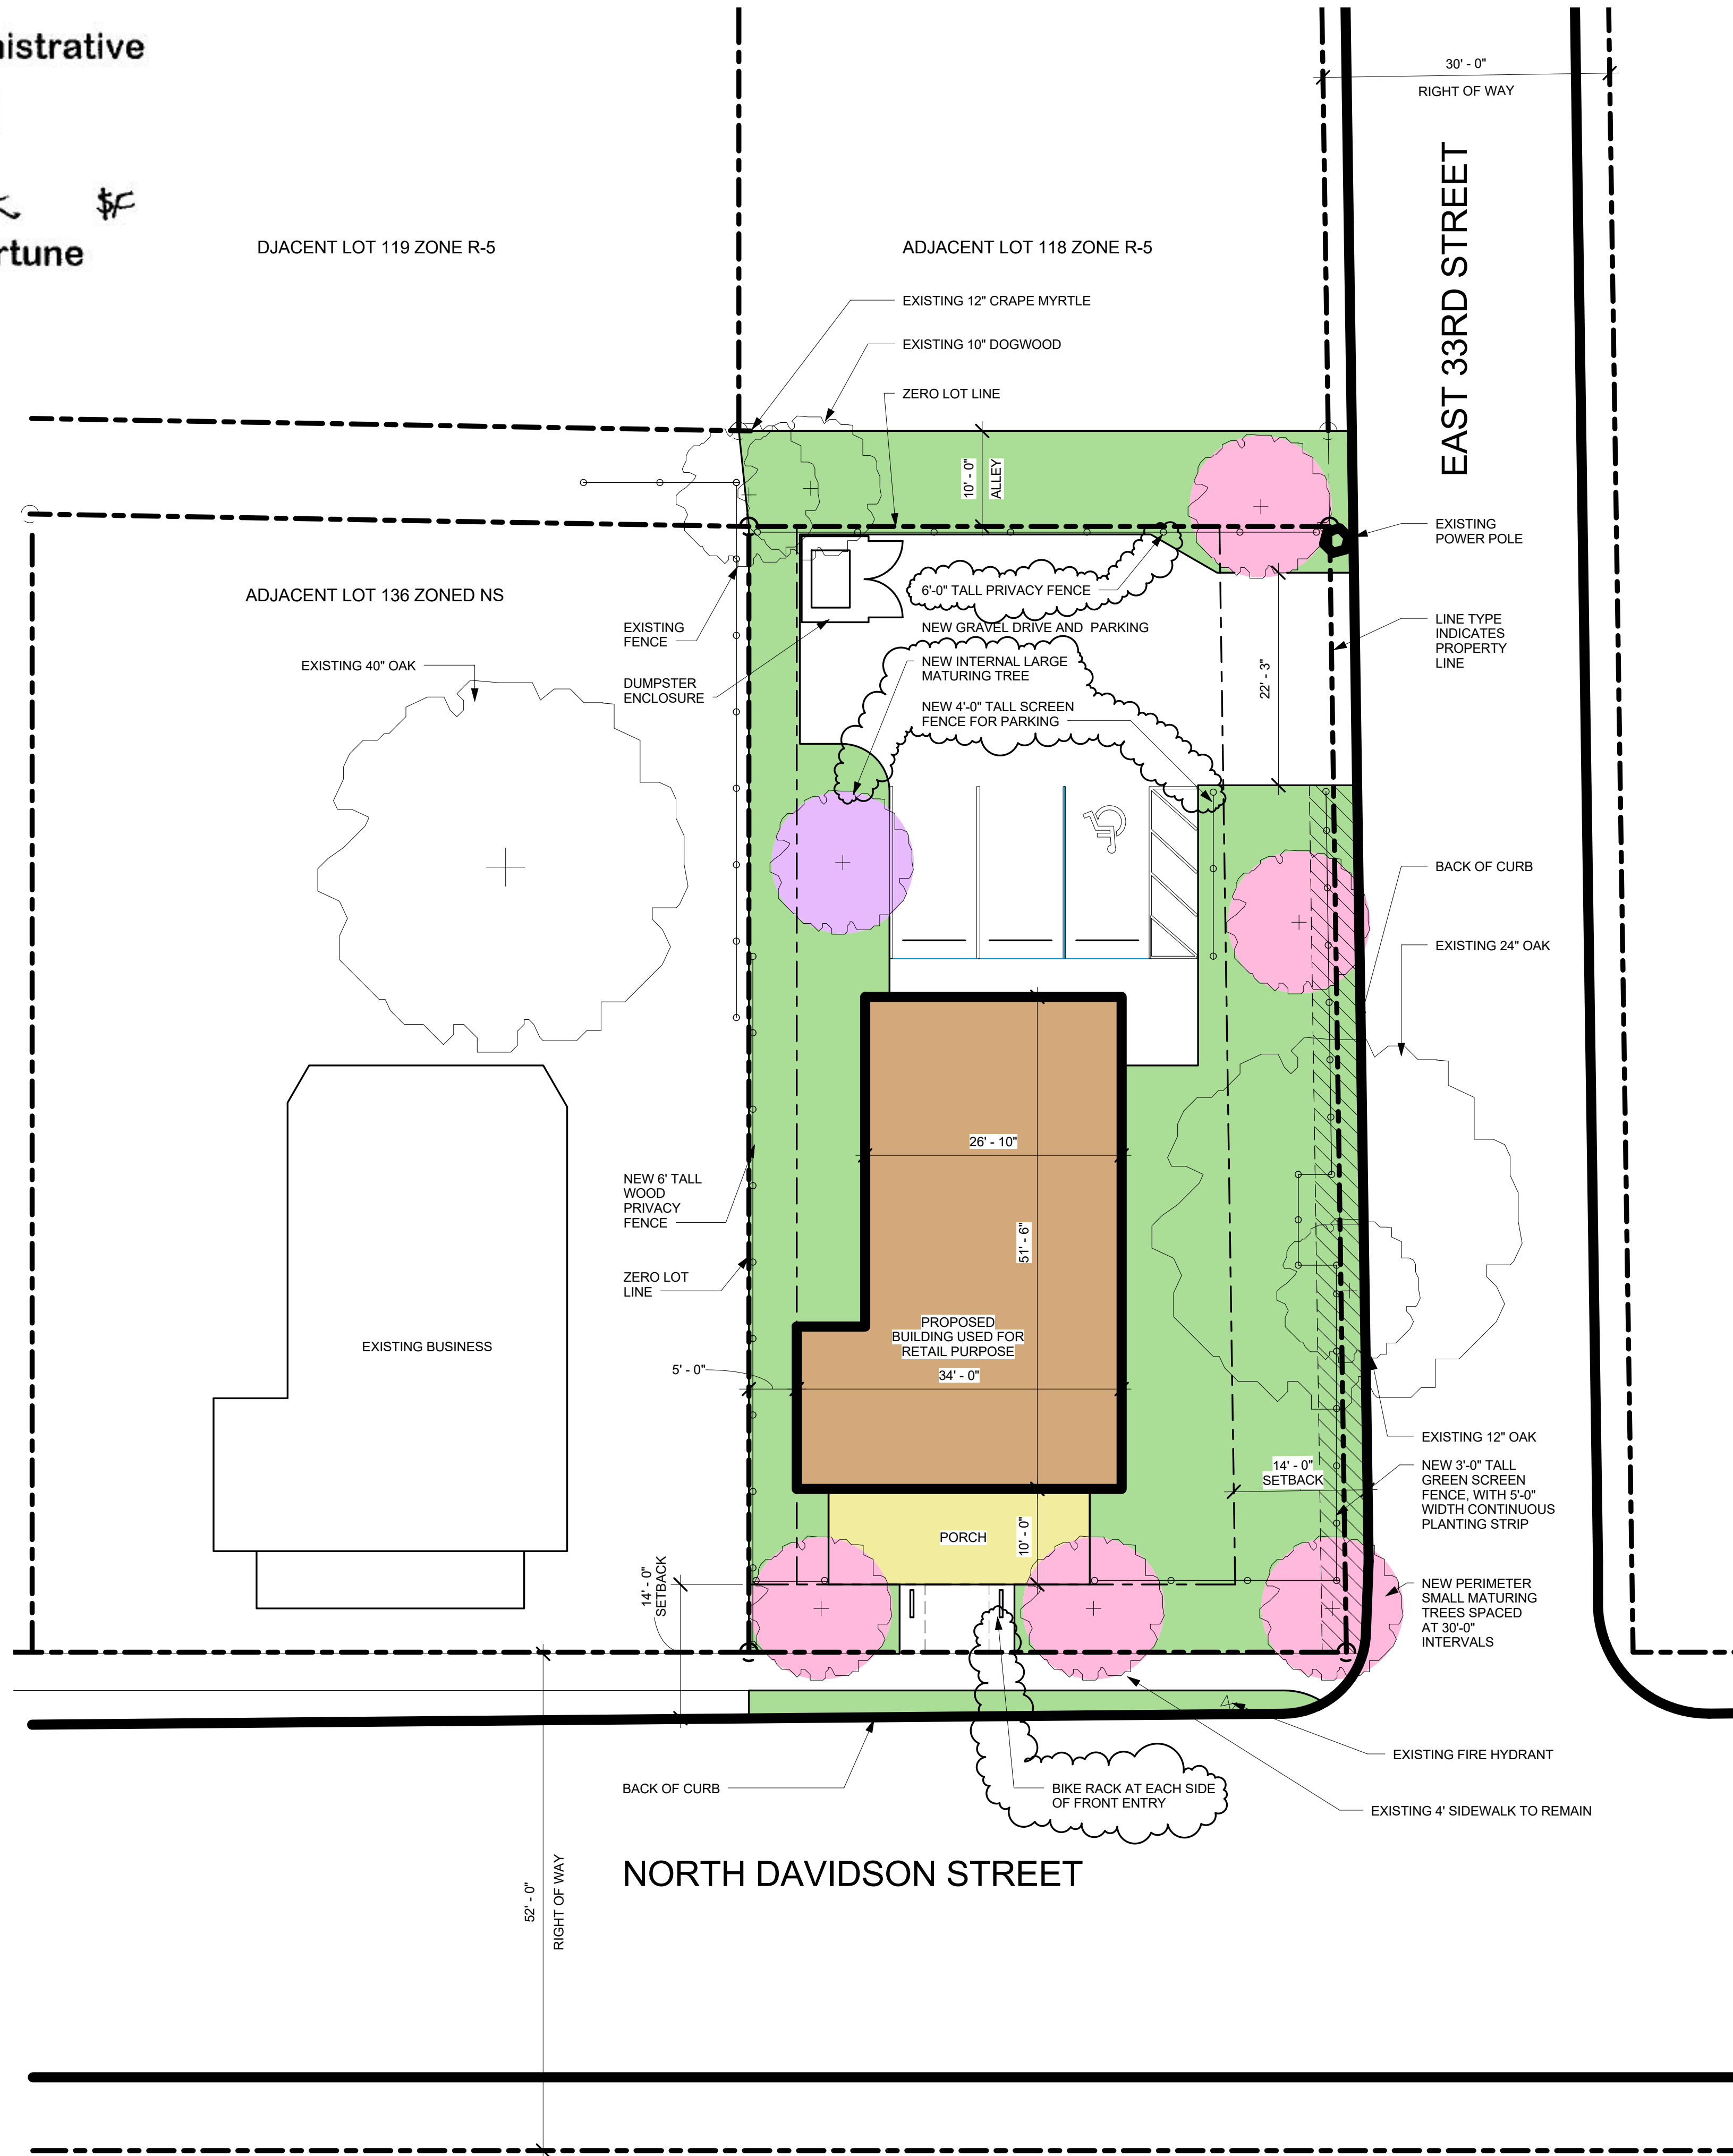 nistrative
rtune
30' - 0"
RIGHT OF WAY
EAST 33RD STREET
DJACENT LOT 119 ZONE R-5
ADJACENT LOT 118 ZONE R-5
EXISTING 12" CRAPE MYRTLE
EXISTING 10" DOGWOOD
ZERO LOT LINE
10' - 0"
ALLEY
EXISTING
POWER POLE
ADJACENT LOT 136 ZONED NS
6'-0" TALL PRIVACY FENCE
NEW GRAVEL DRIVE AND PARKING
EXISTING
FENCE
LINE TYPE
INDICATES
PROPERTY
LINE
EXISTING 40" OAK
NEW INTERNAL LARGE
MATURING TREE
22' - 3"
DUMPSTER
ENCLOSURE
NEW 4'-0" TALL SCREEN
FENCE FOR PARKING
BACK OF CURB
EXISTING 24" OAK
26' - 10"
NEW 6' TALL
WOOD
PRIVACY
FENCE
51' - 6"
ZERO LOT
LINE
PROPOSED
BUILDING USED FOR
RETAIL PURPOSE
EXISTING BUSINESS
5' - 0"
34' - 0"
EXISTING 12" OAK
14' - 0"
SETBACK
NEW 3'-0" TALL
GREEN SCREEN
FENCE, WITH 5'-0"
WIDTH CONTINUOUS
PLANTING STRIP
PORCH
10' - 0"
14' - 0"
SETBACK
NEW PERIMETER
SMALL MATURING
TREES SPACED
AT 30'-0"
INTERVALS
EXISTING FIRE HYDRANT
BACK OF CURB
BIKE RACK AT EACH SIDE
OF FRONT ENTRY
EXISTING 4' SIDEWALK TO REMAIN
NORTH DAVIDSON STREET
52' - 0"
RIGHT OF WAY